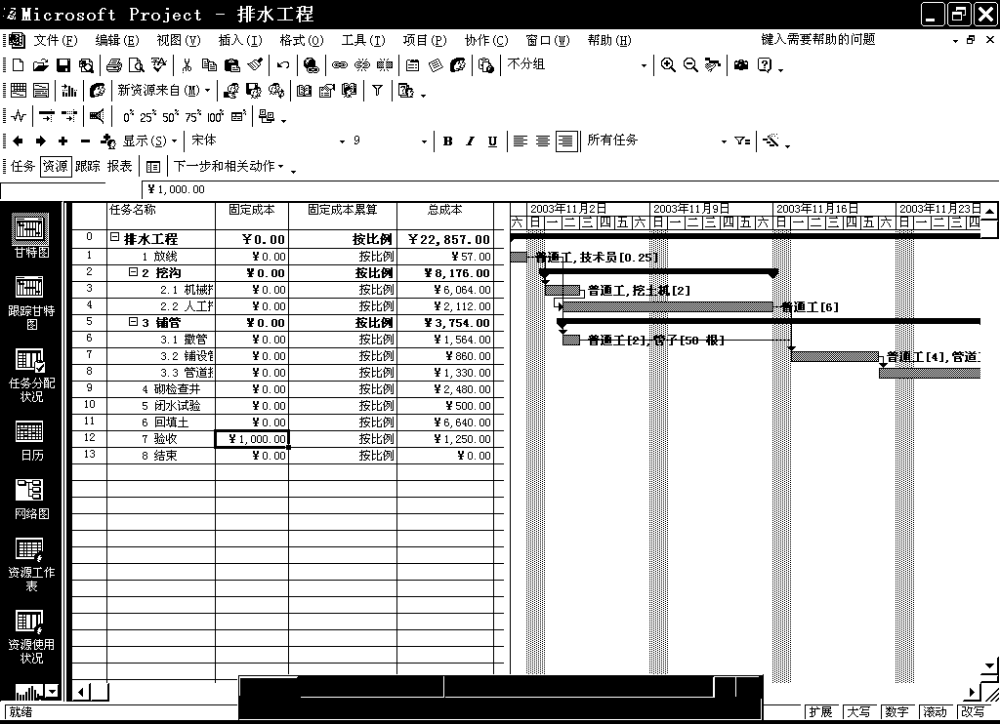 Microsoft Project - 排水工程
文件(F) 编辑(E) 视图(V) 插入(I) 格式(O) 工具(T) 项目(P) 协作(C) 窗口(W) 帮助(H) 键入需要帮助的问题
不分组
新资源来自(M)
0% 25% 50% 75% 100%
显示(S) 宋体 9 B I U 所有任务
任务 资源 跟踪 报表 下一步和相关动作
¥1,000.00
任务名称 固定成本 固定成本累算 总成本 2003年11月2日 2003年11月9日 2003年11月16日 2003年11月23日
六 日 一 二 三 四 五 六 日 一 二 三 四 五 六 日 一 二 三 四 五 六 日 一 二 三 四
0 排水工程 ¥0.00 按比例 ¥22,857.00
1 1 放线 ¥0.00 按比例 ¥57.00 普通工,技术员[0.25]
2 2 挖沟 ¥0.00 按比例 ¥8,176.00
3 2.1 机械挖 ¥0.00 按比例 ¥6,064.00 普通工,挖土机[2]
4 2.2 人工挖 ¥0.00 按比例 ¥2,112.00 普通工[6]
5 3 铺管 ¥0.00 按比例 ¥3,754.00
6 3.1 撒管 ¥0.00 按比例 ¥1,564.00 普通工[2],管子[50 根]
7 3.2 铺设管 ¥0.00 按比例 ¥860.00 普通工[4],管道工
8 3.3 管道接 ¥0.00 按比例 ¥1,330.00
9 4 砌检查井 ¥0.00 按比例 ¥2,480.00
10 5 闭水试验 ¥0.00 按比例 ¥500.00
11 6 回填土 ¥0.00 按比例 ¥6,640.00
12 7 验收 ¥1,000.00 按比例 ¥1,250.00
13 8 结束 ¥0.00 按比例 ¥0.00
甘特图
跟踪甘特
图
任务分配
状况
日历
网络图
资源工作
表
资源使用
状况
就绪 扩展 大写 数字 滚动 改写